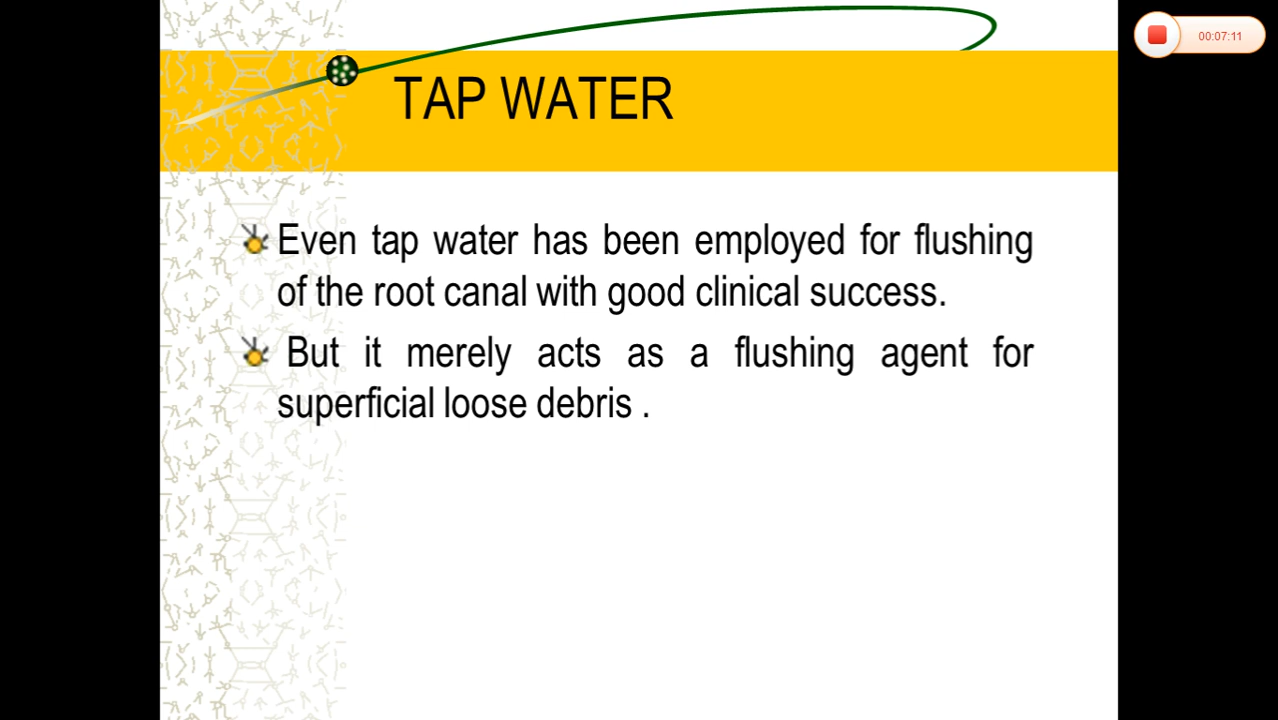 00:07:11
TAP WATER
Even tap water has been employed for flushing
of the root canal with good clinical success.
But it merely acts as a flushing agent for
superficial loose debris .